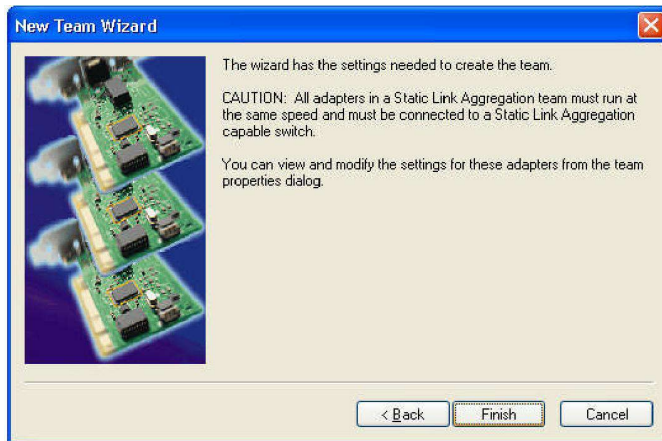 New Team Wizard
The wizard has the settings needed to create the team.
CAUTION: All adapters in a Static Link Aggregation team must run at
the same speed and must be connected to a Static Link Aggregation
capable switch.
You can view and modify the settings for these adapters from the team
properties dialog.
< Back
Finish
Cancel